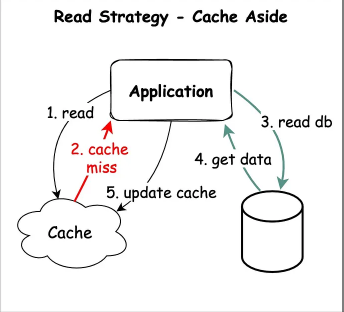 Read Strategy - Cache Aside
Application
1. read
2. cache
miss
3. read db
4. get data
5. update cache
Cache